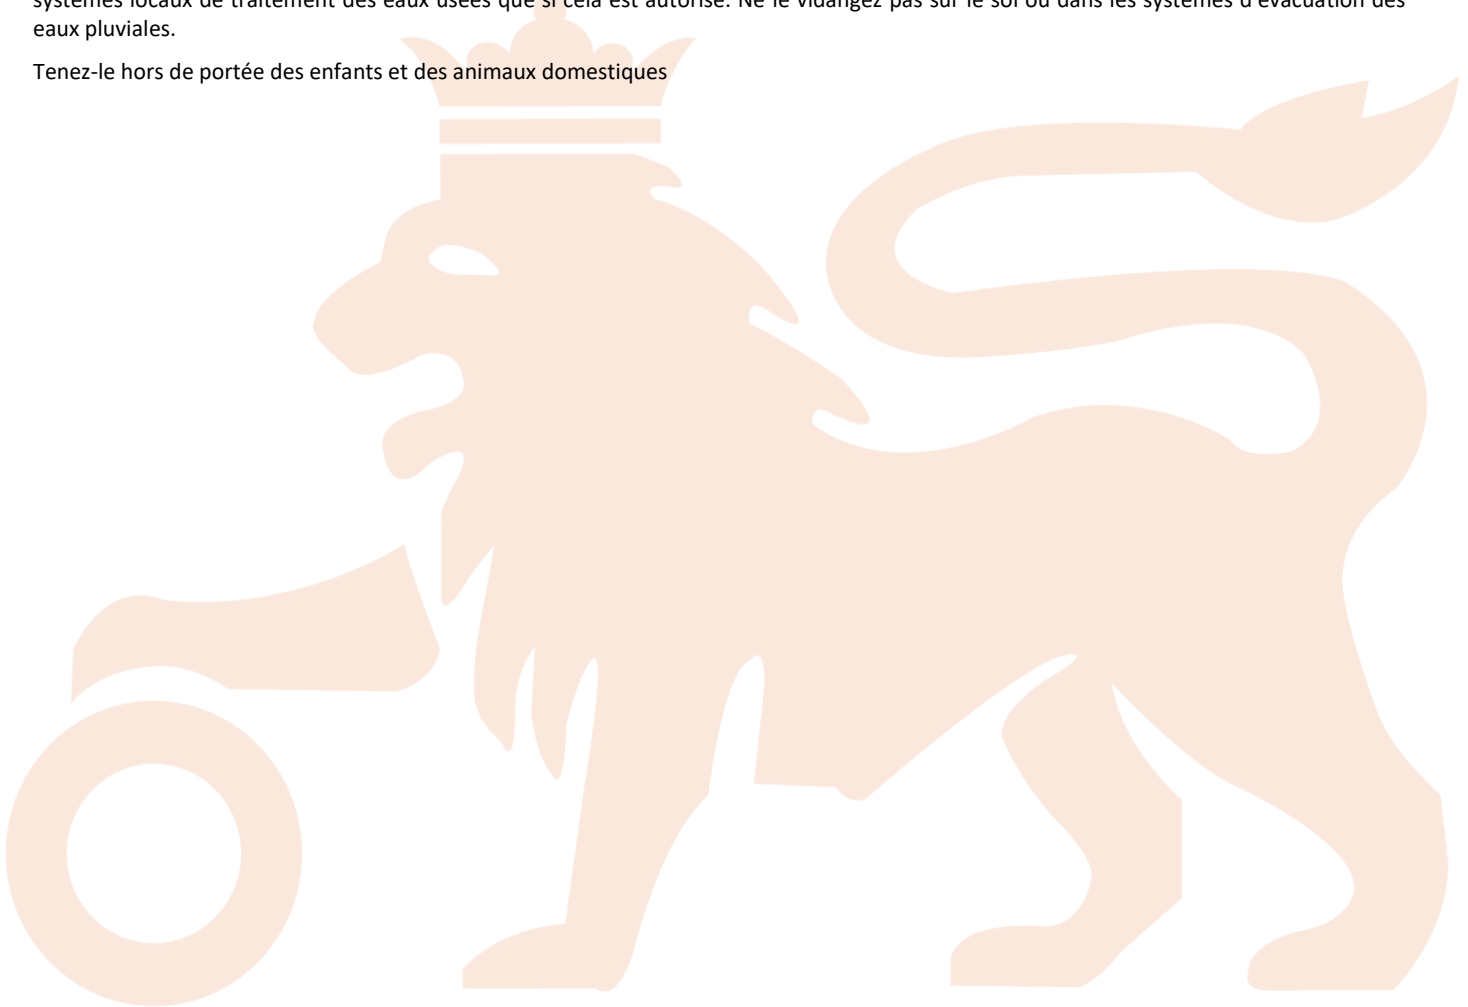 systèmes locaux de traitement des eaux usées que si cela est autorisé. Ne le vidangez pas sur le sol ou dans les systèmes d'évacuation des
eaux pluviales.
Tenez-le hors de portée des enfants et des animaux domestiques